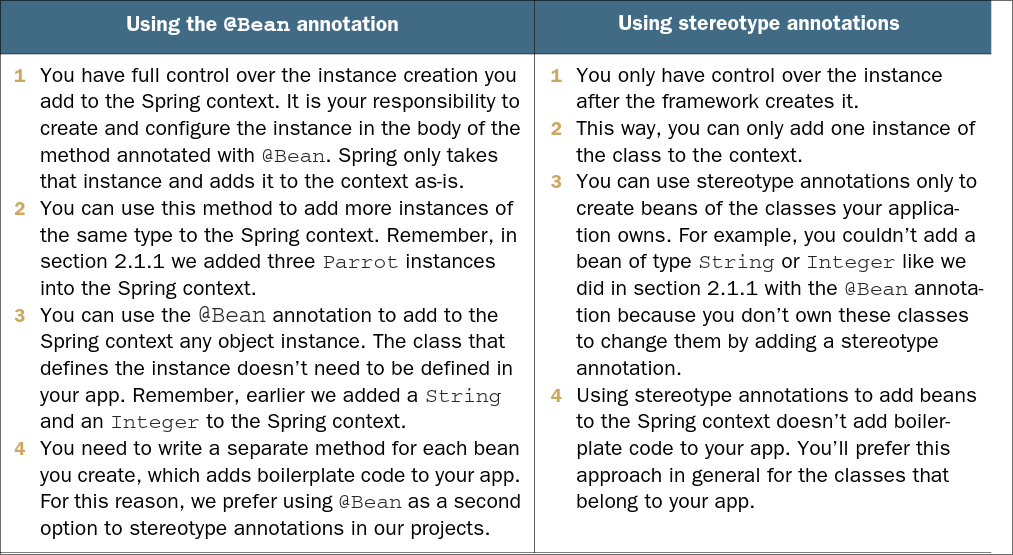 Using the @Bean annotation
1 You have full control over the instance creation you
add to the Spring context. It is your responsibility to
create and configure the instance in the body of the
method annotated with @Bean. Spring only takes
that instance and adds it to the context as-is.
2 You can use this method to add more instances of
the same type to the Spring context. Remember, in
section 2.1.1 we added three Parrot instances
into the Spring context.
3 You can use the @Bean annotation to add to the
Spring context any object instance. The class that
defines the instance doesn't need to be defined in
your app. Remember, earlier we added a String
and an Integer to the Spring context.
4 You need to write a separate method for each bean
you create, which adds boilerplate code to your app.
For this reason, we prefer using @Bean as a second
option to stereotype annotations in our projects.
Using stereotype annotations
1 You only have control over the instance
after the framework creates it.
2 This way, you can only add one instance of
the class to the context.
3 You can use stereotype annotations only to
create beans of the classes your applica-
tion owns. For example, you couldn't add a
bean of type String or Integer like we
did in section 2.1.1 with the @Bean annota-
tion because you don't own these classes
to change them by adding a stereotype
annotation.
4 Using stereotype annotations to add beans
to the Spring context doesn't add boiler-
plate code to your app. You'll prefer this
approach in general for the classes that
belong to your app.